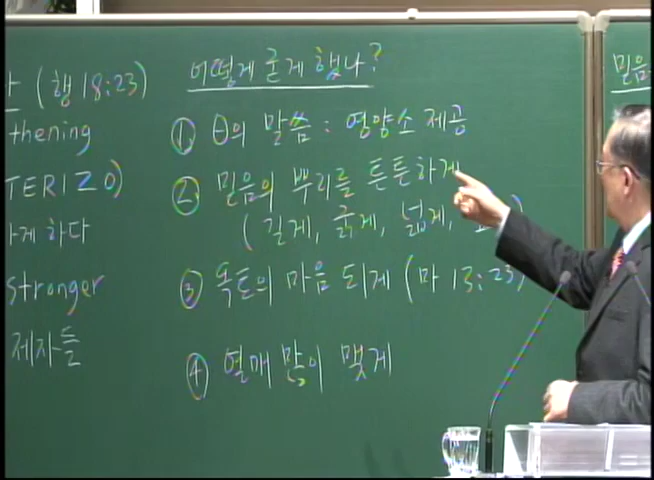 (행 18:23)
thening
TERIZO)
하게 하다
stronger
제자들
어떻게 굳게 했나?
① θ의 말씀 : 영양소 제공
② 믿음의 뿌리를 튼튼하게
( 길게, 굵게, 넓게,
③ 옥토의 마음 되게 (마 13:23)
④ 열매 많이 맺게
믿음